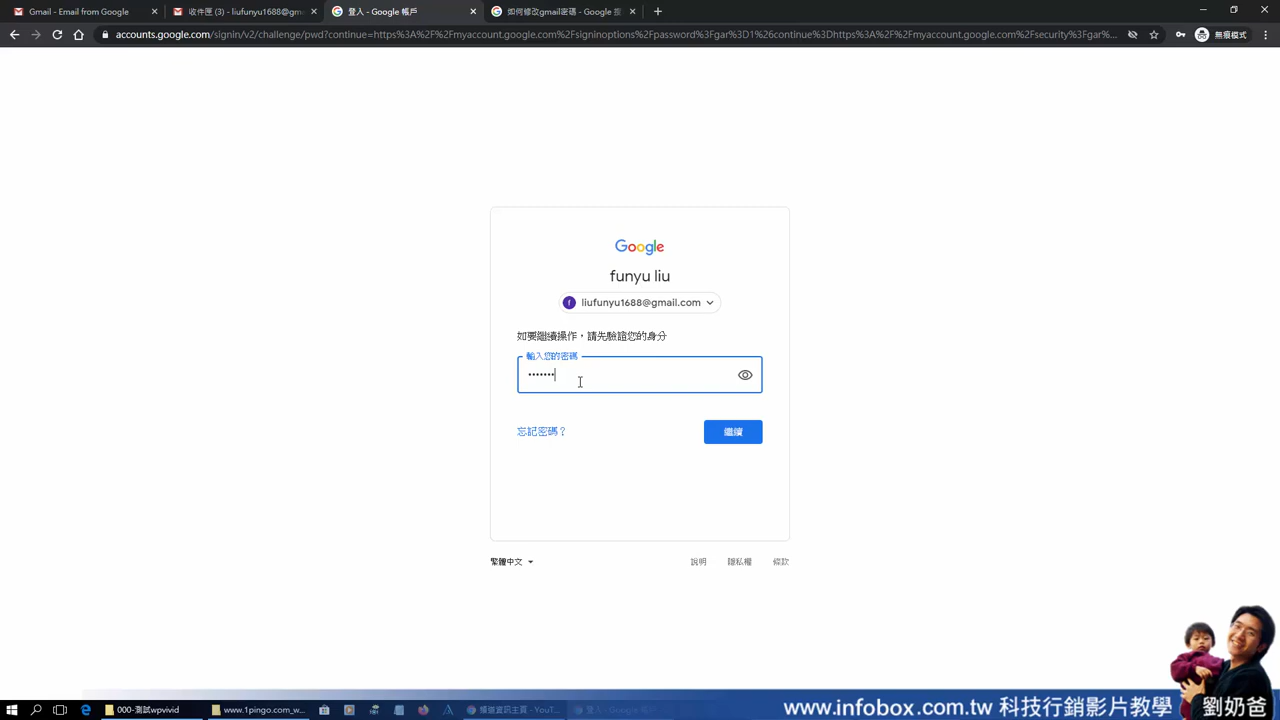 Gmail - Email from Google
收件匣 (3) - liufunyu1688@gm
登入 - Google 帳戶
如何修改gmail密碼 - Google 搜
accounts.google.com/signin/v2/challenge/pwd?continue=https%3A%2F%2Fmyaccount.google.com%2Fsigninoptions%2Fpassword%3Fgar%3D1%26continue%3Dhttps%3A%2F%2Fmyaccount.google.com%2Fsecurity%3Fgar%...
無痕模式
Google
funyu liu
f
liufunyu1688@gmail.com
如要繼續操作，請先驗證您的身分
輸入您的密碼
•••••••
忘記密碼？
繼續
繁體中文
說明
隱私權
條款
000-測試wpvivid
www.1pingo.com_w...
頻道資訊主頁 - YouT...
登入 - Google 帳戶
www.infobox.com.tw 科技行銷影片教學 劉奶爸